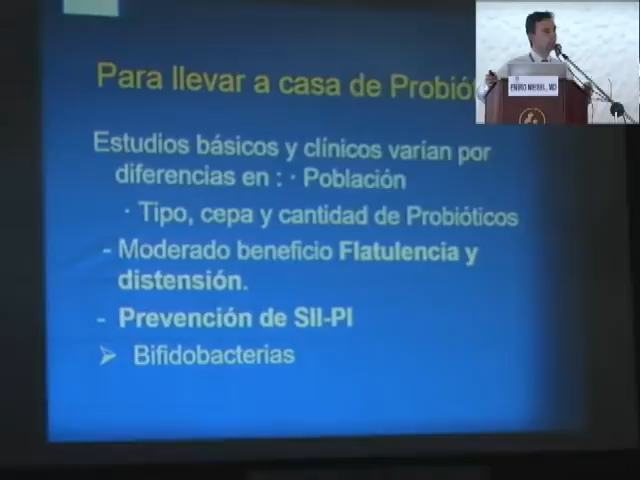 Para llevar a casa de
Estudios básicos y clínicos varían por
diferencias en : · Población
· Tipo, cepa y cantidad de Probióticos
- Moderado beneficio Flatulencia y
distensión.
- Prevención de SII-PI
➢ Bifidobacterias